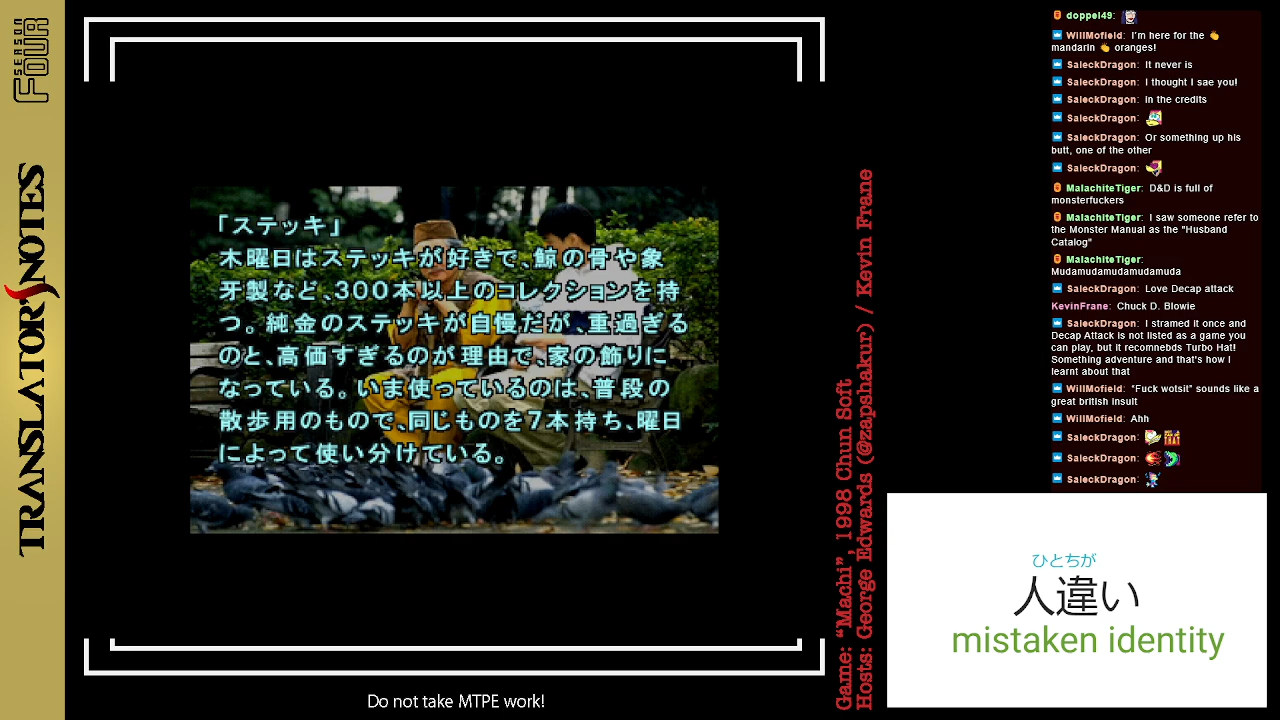 SEASON
FOUR
TRANSLATOR'S NOTES
「ステッキ」
木曜日はステッキが好きで、鯨の骨や象
牙製など、300本以上のコレクションを持
つ。純金のステッキが自慢だが、重過ぎる
のと、高価すぎるのが理由で、家の飾りに
なっている。いま使っているのは、普段の
散歩用のもので、同じものを7本持ち、曜日
によって使い分けている。
Do not take MTPE work!
Game: "Machi", 1998 Chun Soft
Hosts: George Edwards (@zapshakur) / Kevin Frane
doppel49:
WillMofield: I'm here for the 👏
mandarin 👏 oranges!
SaleckDragon: It never is
SaleckDragon: I thought I sae you!
SaleckDragon: in the credits
SaleckDragon:
SaleckDragon: Or something up his
butt, one of the other
SaleckDragon:
MalachiteTiger: D&D is full of
monsterfuckers
MalachiteTiger: I saw someone refer to
the Monster Manual as the "Husband
Catalog"
MalachiteTiger:
Mudamudamudamudamuda
SaleckDragon: Love Decap attack
KevinFrane: Chuck D. Blowie
SaleckDragon: I stramed it once and
Decap Attack is not listed as a game you
can play, but it recomnebds Turbo Hat!
Something adventure and that's how I
learnt about that
WillMofield: "Fuck wotsit" sounds like a
great british insult
WillMofield: Ahh
SaleckDragon:
SaleckDragon:
SaleckDragon:
ひとちが
人違い
mistaken identity